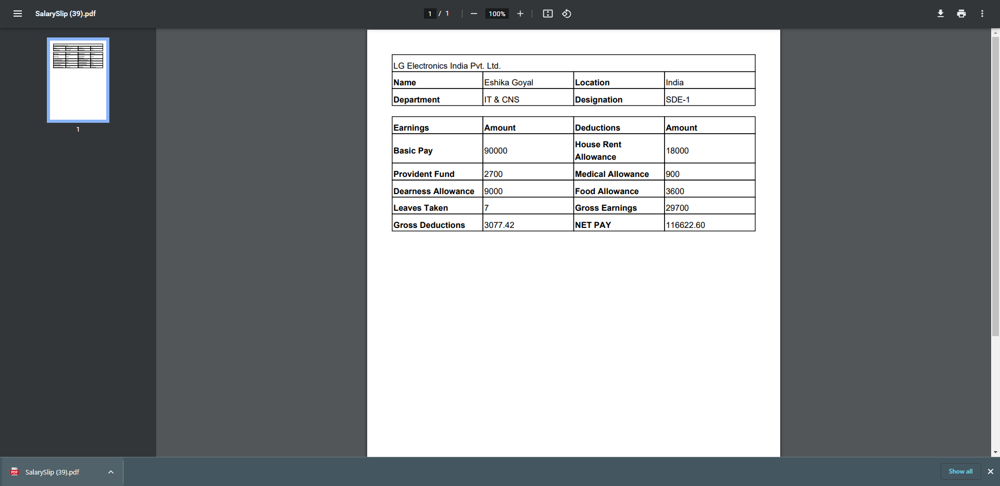 SalarySlip (39).pdf
1 / 1
100%
1
LG Electronics India Pvt. Ltd.
Name Eshika Goyal Location India
Department IT & CNS Designation SDE-1
Earnings Amount Deductions Amount
Basic Pay 90000 House Rent Allowance 18000
Provident Fund 2700 Medical Allowance 900
Dearness Allowance 9000 Food Allowance 3600
Leaves Taken 7 Gross Earnings 29700
Gross Deductions 3077.42 NET PAY 116622.60
PDF
SalarySlip (39).pdf
Show all